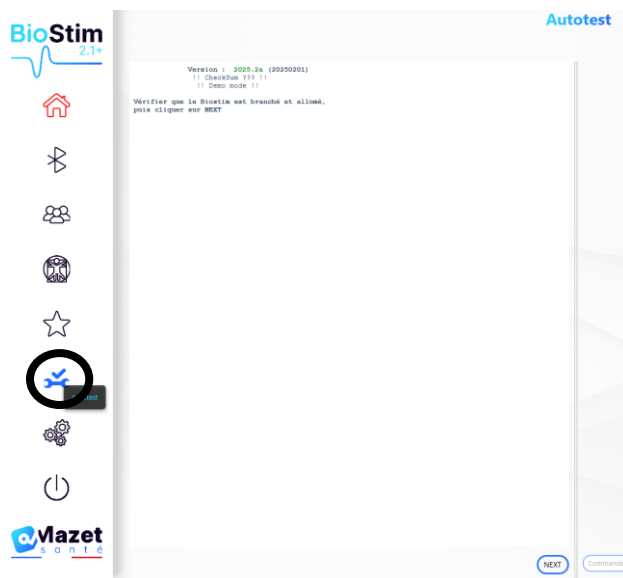 BioStim
2.1+
Autotest
Version : 2025.2a (20250201)
!! CheckSum ??? !!
!! Demo mode !!
Vérifier que le Biostim est branché et allumé,
puis cliquer sur NEXT
NEXT
Mazet
santé